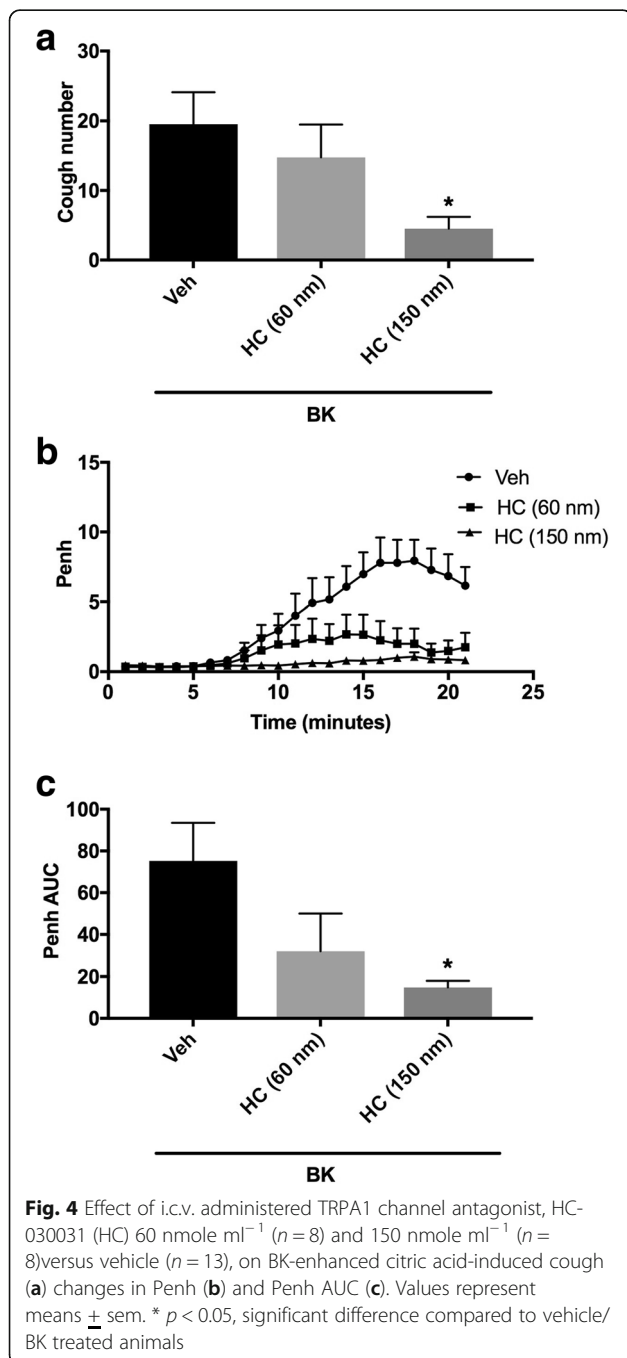 a
30
20
10
0
Cough number
*
Veh
HC (60 nm)
HC (150 nm)
BK
b
15
10
5
0
Penh
Veh
HC (60 nm)
HC (150 nm)
0 5 10 15 20 25
Time (minutes)
c
100
80
60
40
20
0
Penh AUC
*
Veh
HC (60 nm)
HC (150 nm)
BK
Fig. 4 Effect of i.c.v. administered TRPA1 channel antagonist, HC-
030031 (HC) 60 nmole ml⁻¹ (n = 8) and 150 nmole ml⁻¹ (n =
8)versus vehicle (n = 13), on BK-enhanced citric acid-induced cough
(a) changes in Penh (b) and Penh AUC (c). Values represent
means + sem. * p < 0.05, significant difference compared to vehicle/
BK treated animals